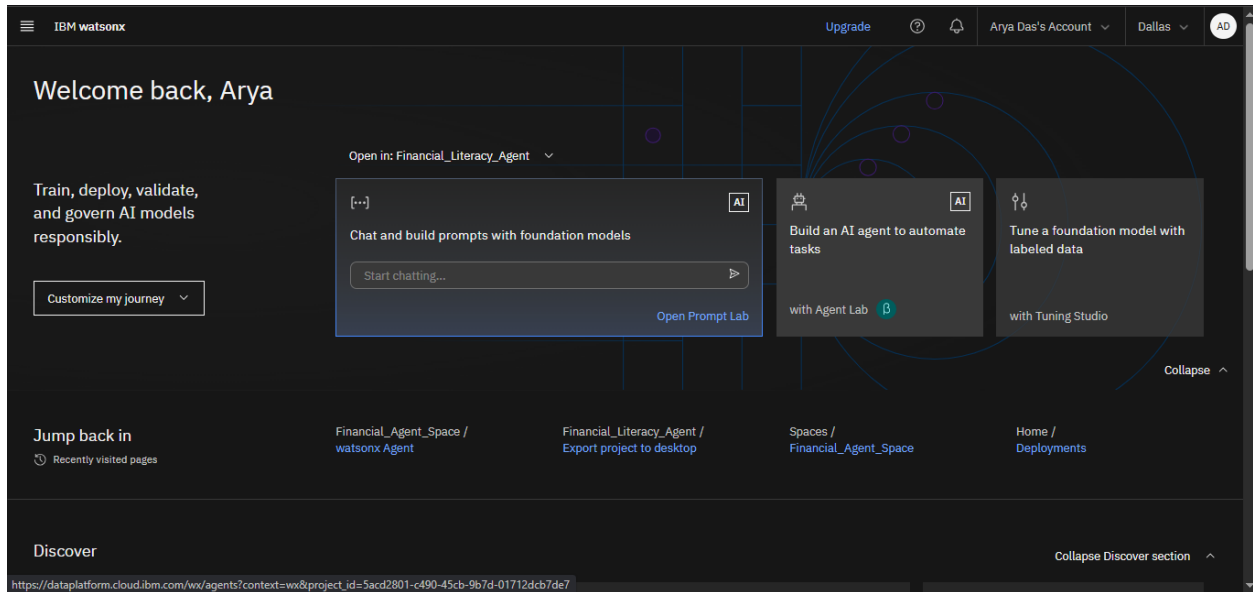 IBM watsonx
Upgrade
Arya Das's Account
Dallas
AD
Welcome back, Arya
Open in: Financial_Literacy_Agent
Train, deploy, validate,
and govern AI models
responsibly.
Customize my journey
[...]
AI
Chat and build prompts with foundation models
Start chatting...
Open Prompt Lab
AI
Build an AI agent to automate
tasks
with Agent Lab β
Tune a foundation model with
labeled data
with Tuning Studio
Collapse
Jump back in
Recently visited pages
Financial_Agent_Space /
watsonx Agent
Financial_Literacy_Agent /
Export project to desktop
Spaces /
Financial_Agent_Space
Home /
Deployments
Discover
Collapse Discover section
https://dataplatform.cloud.ibm.com/wx/agents?context=wx&project_id=5acd2801-c490-45cb-9b7d-01712dcb7de7